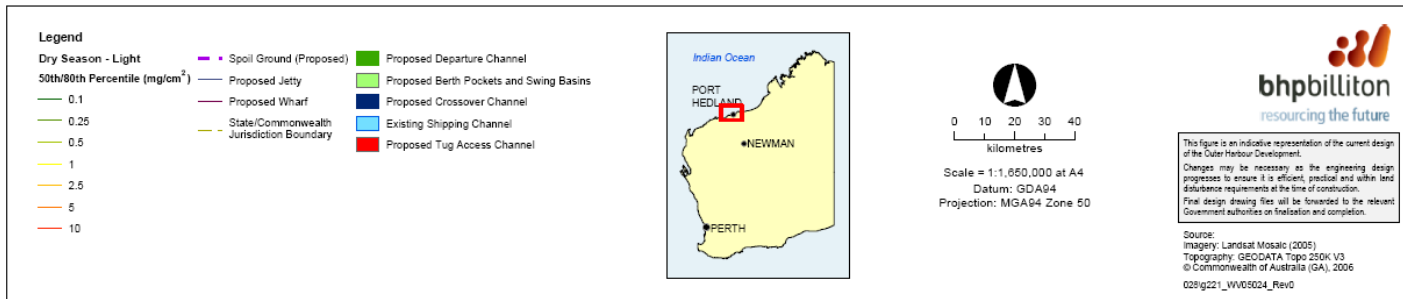 Legend
Dry Season - Light
50th/80th Percentile (mg/cm²)
0.1
0.25
0.5
1
2.5
5
10
Spoil Ground (Proposed)
Proposed Jetty
Proposed Wharf
State/Commonwealth
Jurisdiction Boundary
Proposed Departure Channel
Proposed Berth Pockets and Swing Basins
Proposed Crossover Channel
Existing Shipping Channel
Proposed Tug Access Channel
Indian Ocean
PORT
HEDLAND
NEWMAN
PERTH
0 10 20 30 40
kilometres
Scale = 1:1,650,000 at A4
Datum: GDA94
Projection: MGA94 Zone 50
bhpbilliton
resourcing the future
This figure is an indicative representation of the current design
of the Outer Harbour Development.
Changes may be necessary as the engineering design
progresses to ensure it is efficient, practical and within land
disturbance requirements at the time of construction.
Final design drawing files will be forwarded to the relevant
Government authorities on finalisation and completion.
Source:
Imagery: Landsat Mosaic (2005)
Topography: GEODATA Topo 250K V3
© Commonwealth of Australia (GA), 2006
028\g221_WV05024_Rev0